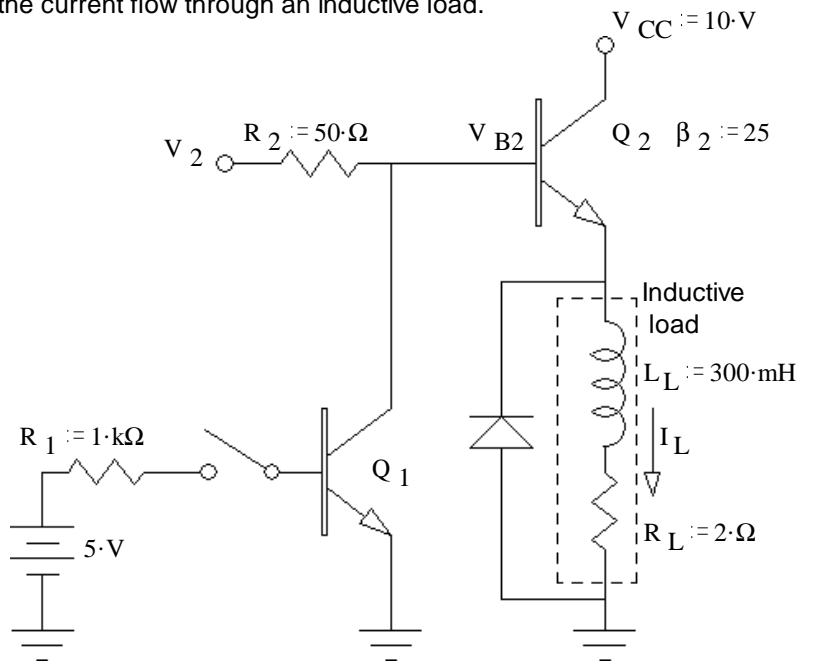 the current flow through an inductive load.
V CC := 10·V
V 2
R 2 := 50·Ω
V B2
Q 2 β 2 := 25
Inductive
load
L L := 300·mH
I L
R 1 := 1·kΩ
Q 1
R L := 2·Ω
5·V